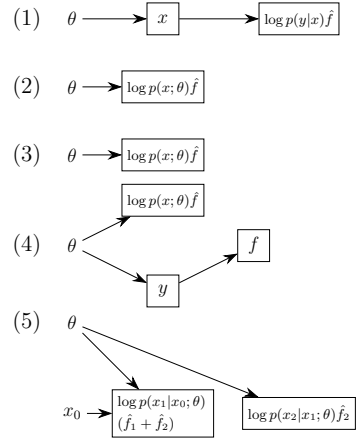 (1) θ x log p(y|x)f̂
(2) θ log p(x; θ)f̂
(3) θ log p(x; θ)f̂
log p(x; θ)f̂
(4) θ f
y
(5) θ
x₀ log p(x₁|x₀; θ)
(f̂₁ + f̂₂) log p(x₂|x₁; θ)f̂₂